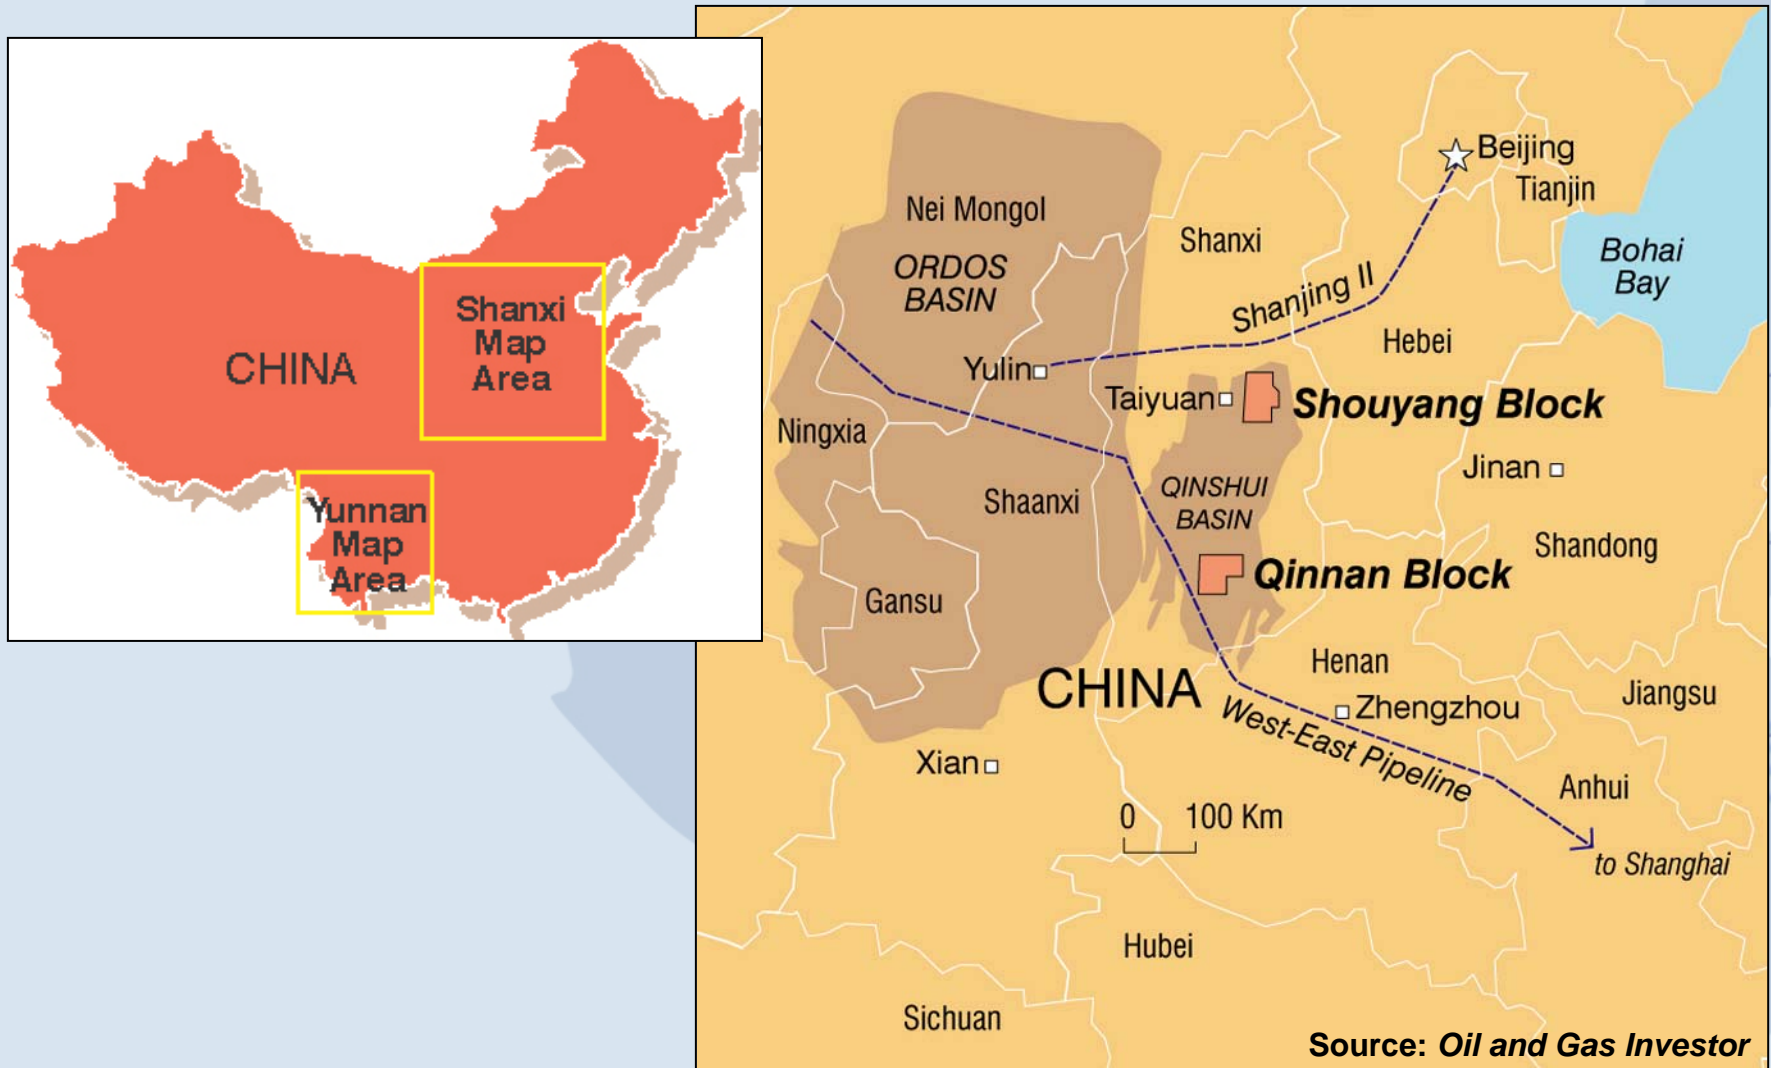 CHINA
Shanxi
Map
Area
Yunnan
Map
Area
Beijing
Tianjin
Nei Mongol
Shanxi
Bohai
Bay
ORDOS
BASIN
Shanjing II
Hebei
Yulin
Taiyuan
Shouyang Block
Ningxia
Jinan
Shaanxi
QINSHUI
BASIN
Shandong
Qinnan Block
Gansu
Henan
CHINA
Jiangsu
Zhengzhou
West-East Pipeline
Xian
Anhui
0 100 Km
to Shanghai
Hubei
Sichuan
Source: Oil and Gas Investor